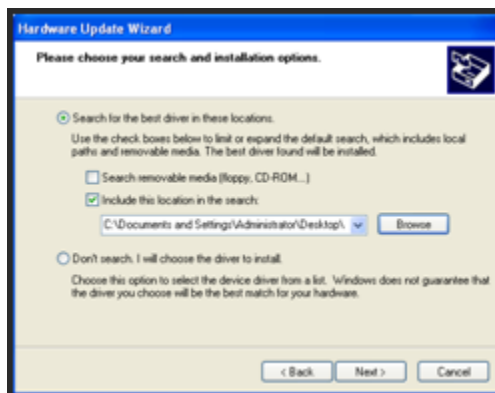 Hardware Update Wizard
Please choose your search and installation options.
Search for the best driver in these locations.
Use the check boxes below to limit or expand the default search, which includes local
paths and removable media. The best driver found will be installed.
Search removable media (floppy, CD-ROM...)
Include this location in the search:
C:\Documents and Settings\Administrator\Desktop\
Browse
Don't search. I will choose the driver to install.
Choose this option to select the device driver from a list. Windows does not guarantee that
the driver you choose will be the best match for your hardware.
< Back Next > Cancel